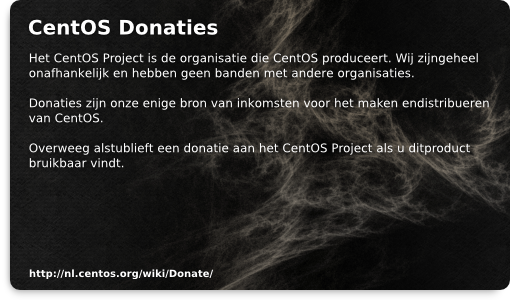 CentOS Donaties
Het CentOS Project is de organisatie die CentOS produceert. Wij zijngeheel
onafhankelijk en hebben geen banden met andere organisaties.
Donaties zijn onze enige bron van inkomsten voor het maken endistribueren
van CentOS.
Overweeg alstublieft een donatie aan het CentOS Project als u ditproduct
bruikbaar vindt.
http://nl.centos.org/wiki/Donate/